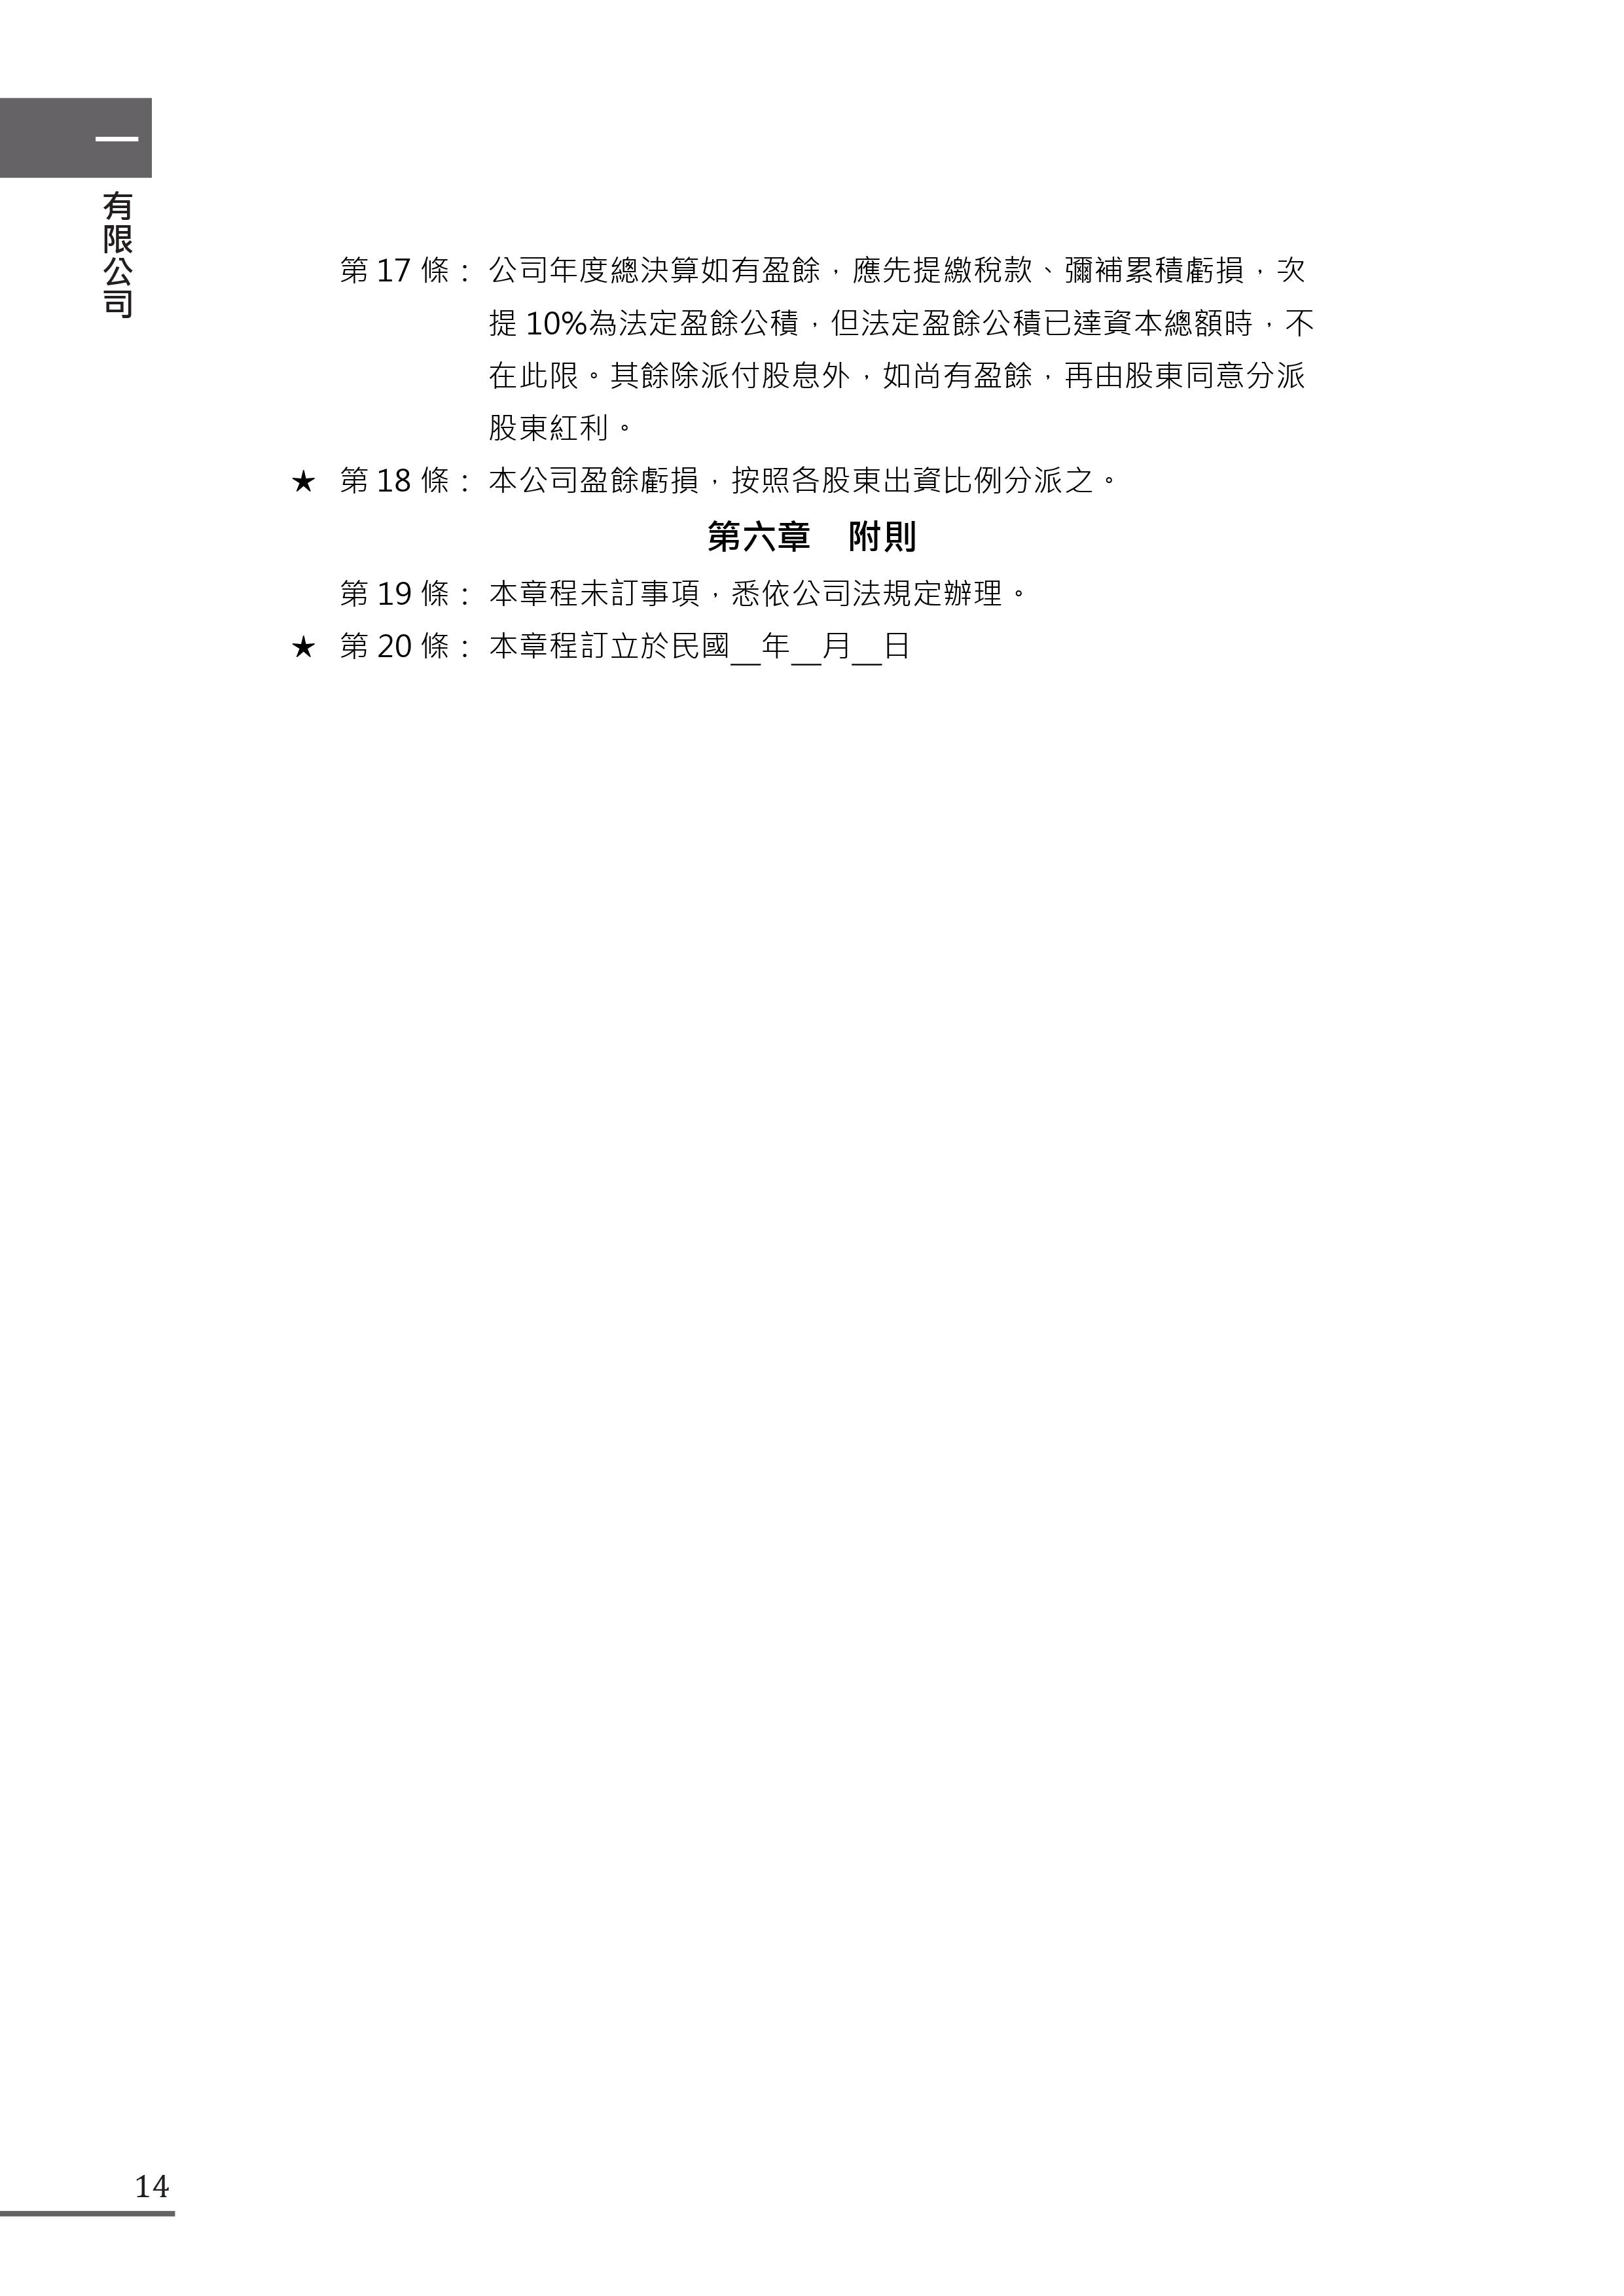 一
有限公司
第 17 條： 公司年度總決算如有盈餘，應先提繳稅款、彌補累積虧損，次
提 10%為法定盈餘公積，但法定盈餘公積已達資本總額時，不
在此限。其餘除派付股息外，如尚有盈餘，再由股東同意分派
股東紅利。
★ 第 18 條： 本公司盈餘虧損，按照各股東出資比例分派之。
第六章　附則
第 19 條： 本章程未訂事項，悉依公司法規定辦理。
★ 第 20 條： 本章程訂立於民國__年__月__日
14